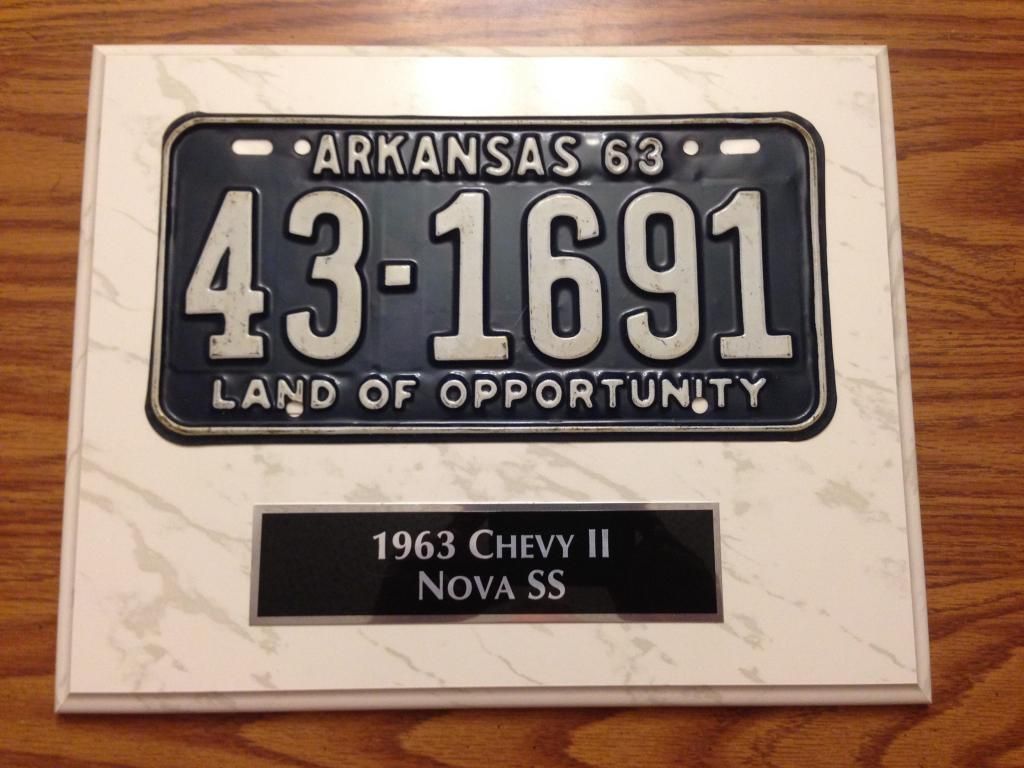 ARKANSAS 63
43-1691
LAND OF OPPORTUNITY
1963 CHEVY II
NOVA SS